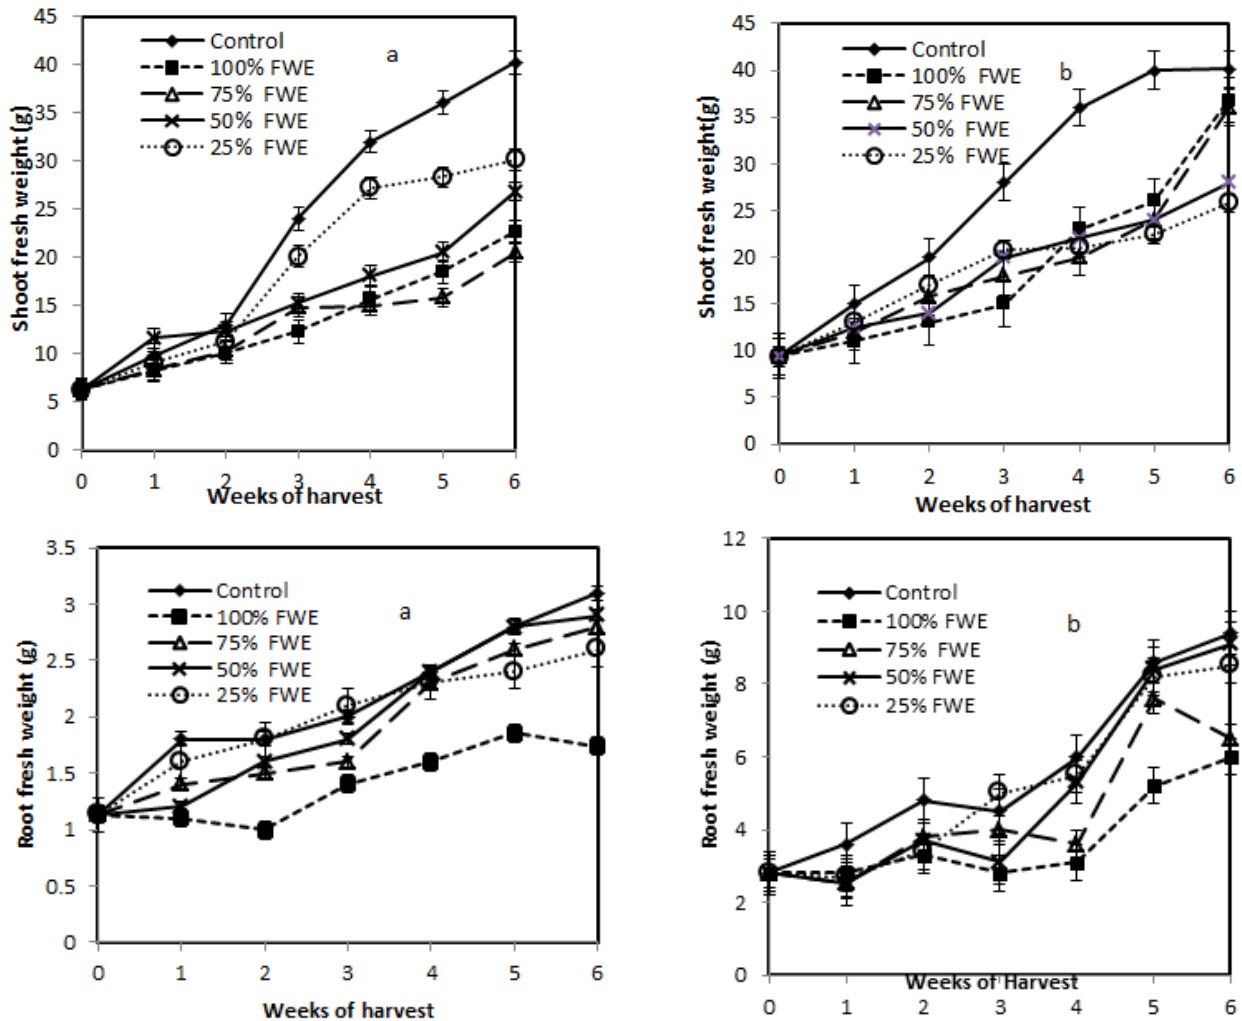 45
40
35
30
25
20
15
10
5
0
Shoot fresh weight (g)
Control
100% FWE
75% FWE
50% FWE
25% FWE
a
0 1 2 3 4 5 6
Weeks of harvest
45
40
35
30
25
20
15
10
5
0
Shoot fresh weight(g)
Control
100% FWE
75% FWE
50% FWE
25% FWE
b
0 1 2 3 4 5 6
Weeks of harvest
3.5
3
2.5
2
1.5
1
0.5
0
Root fresh weight (g)
Control
100% FWE
75% FWE
50% FWE
25% FWE
a
0 1 2 3 4 5 6
Weeks of harvest
12
10
8
6
4
2
0
Root fresh weight (g)
Control
100% FWE
75% FWE
50% FWE
25% FWE
b
Weeks of Harvest
0 1 2 3 4 5 6